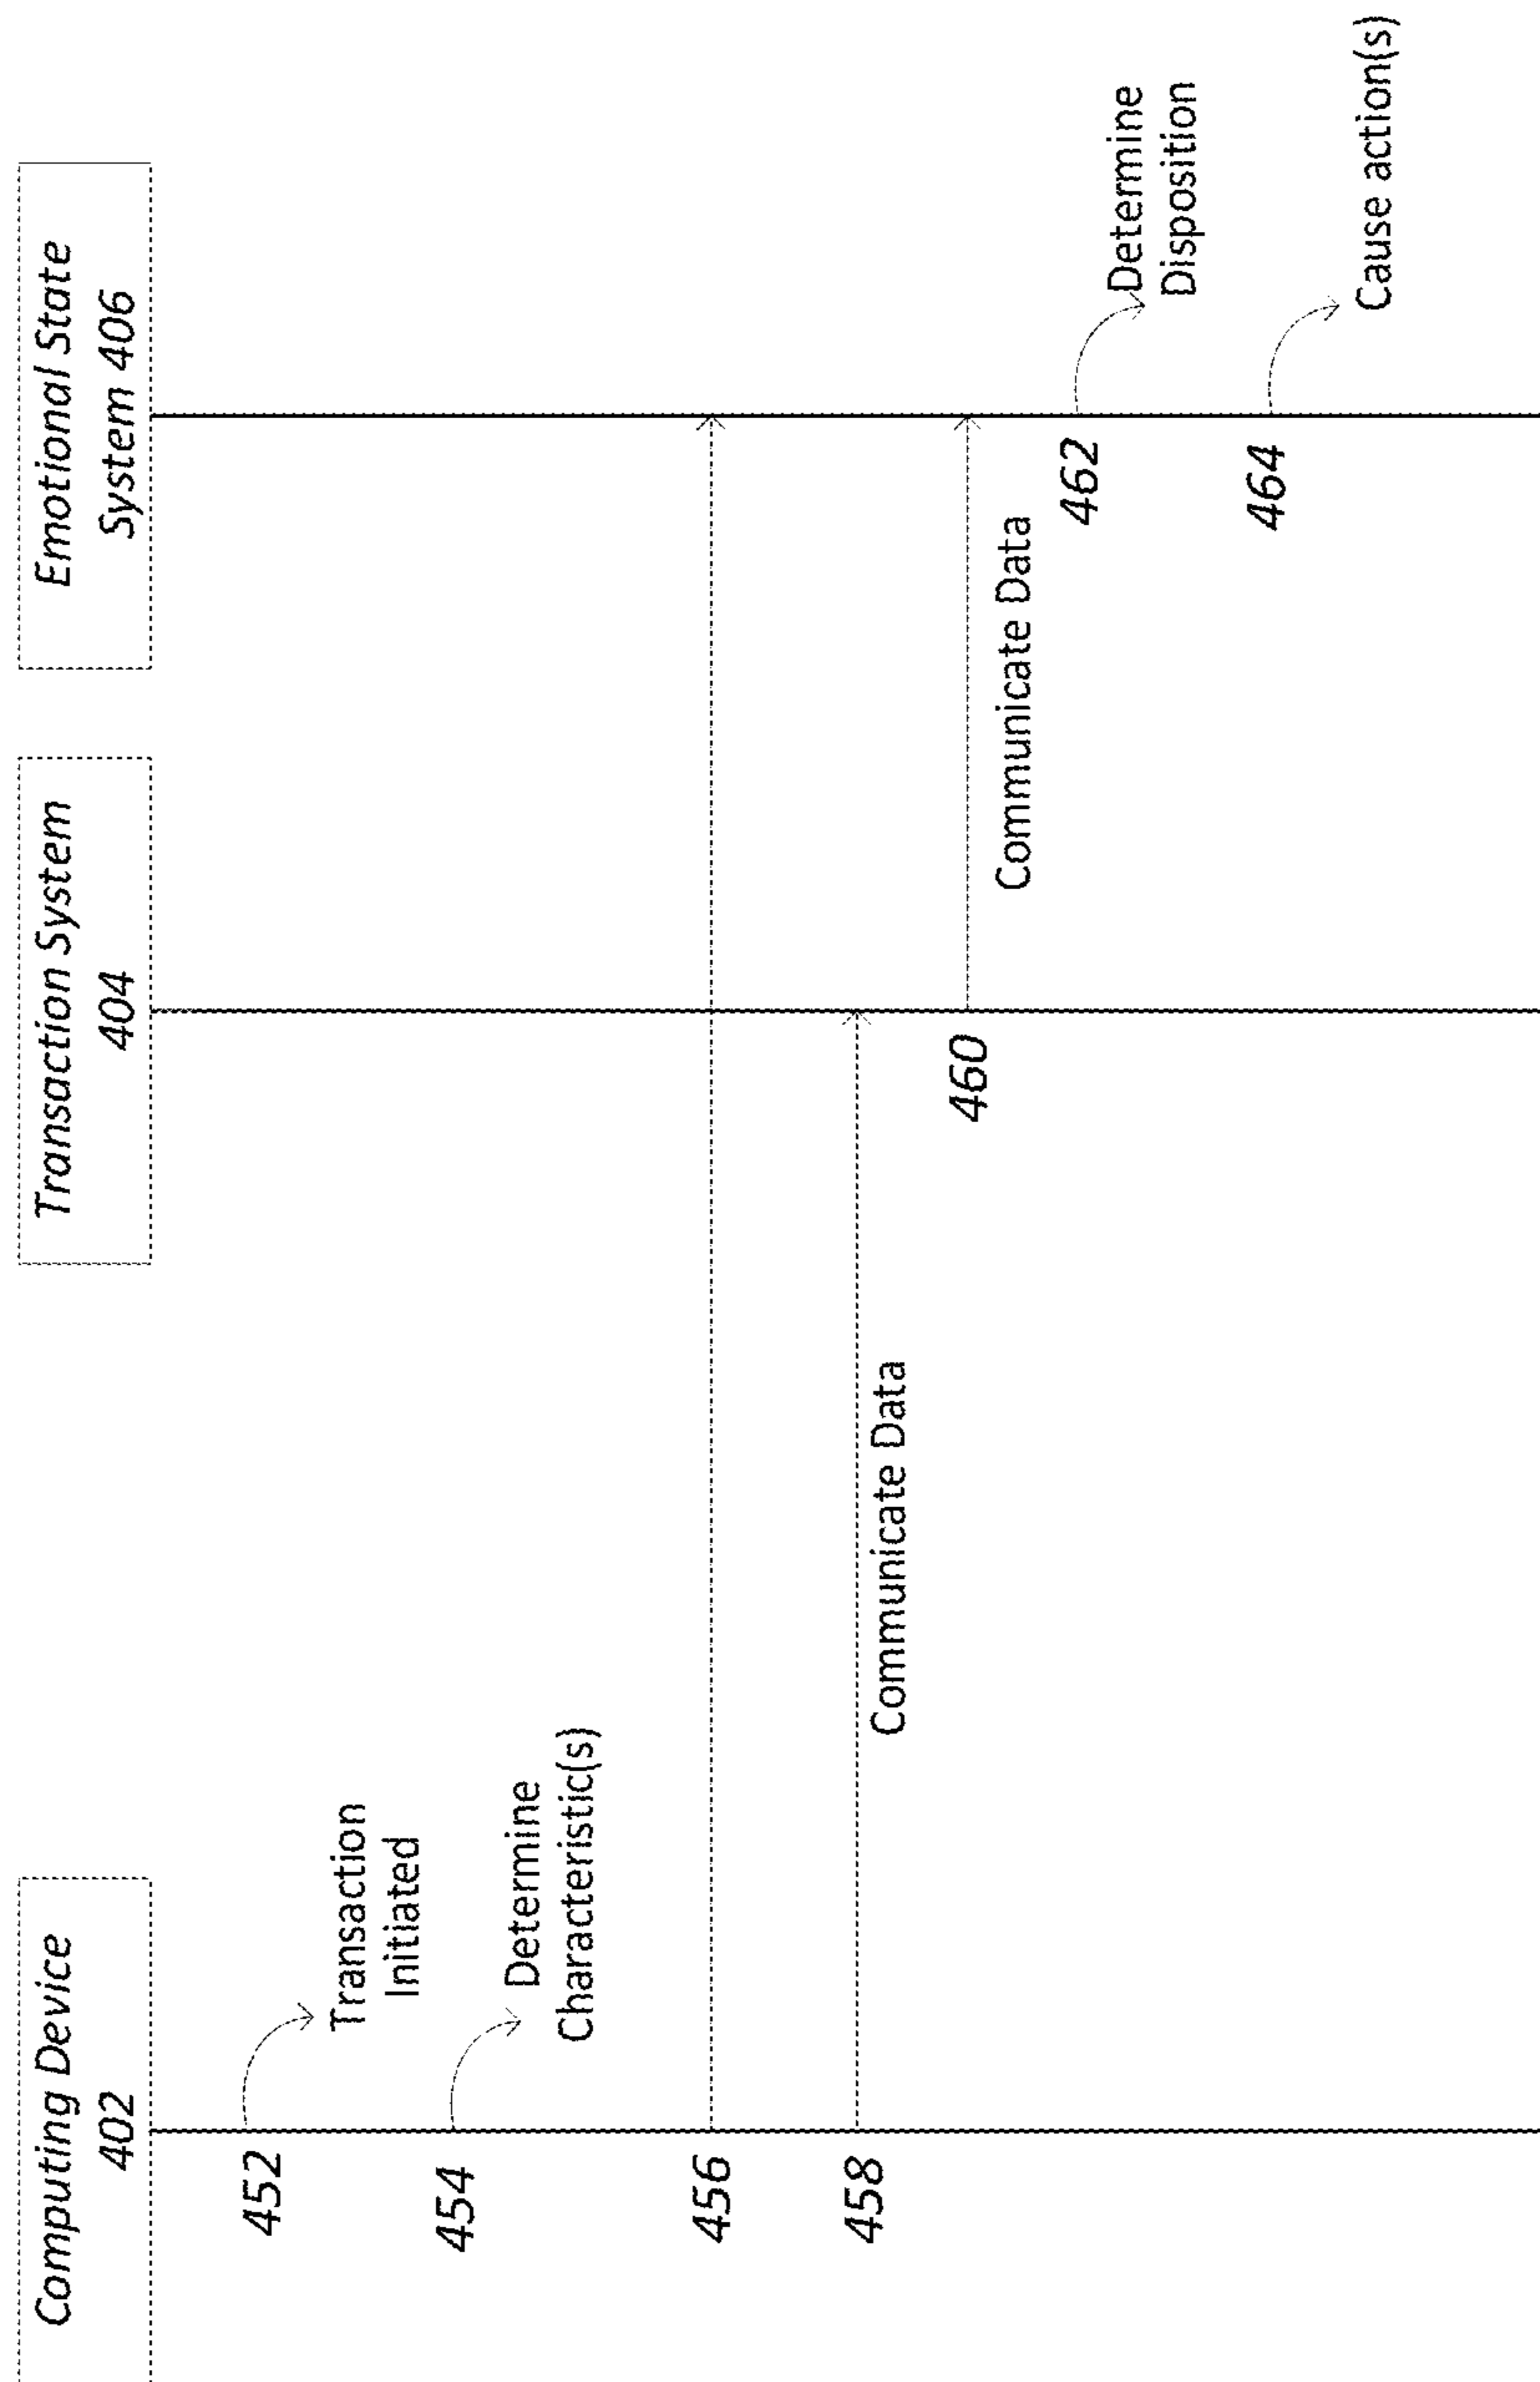 Computing Device
402
Transaction System
404
Emotional State
System 406
452
Transaction
Initiated
454
Determine
Characteristic(s)
456
458
Communicate Data
460
Communicate Data
462
Determine
Disposition
464
Cause action(s)